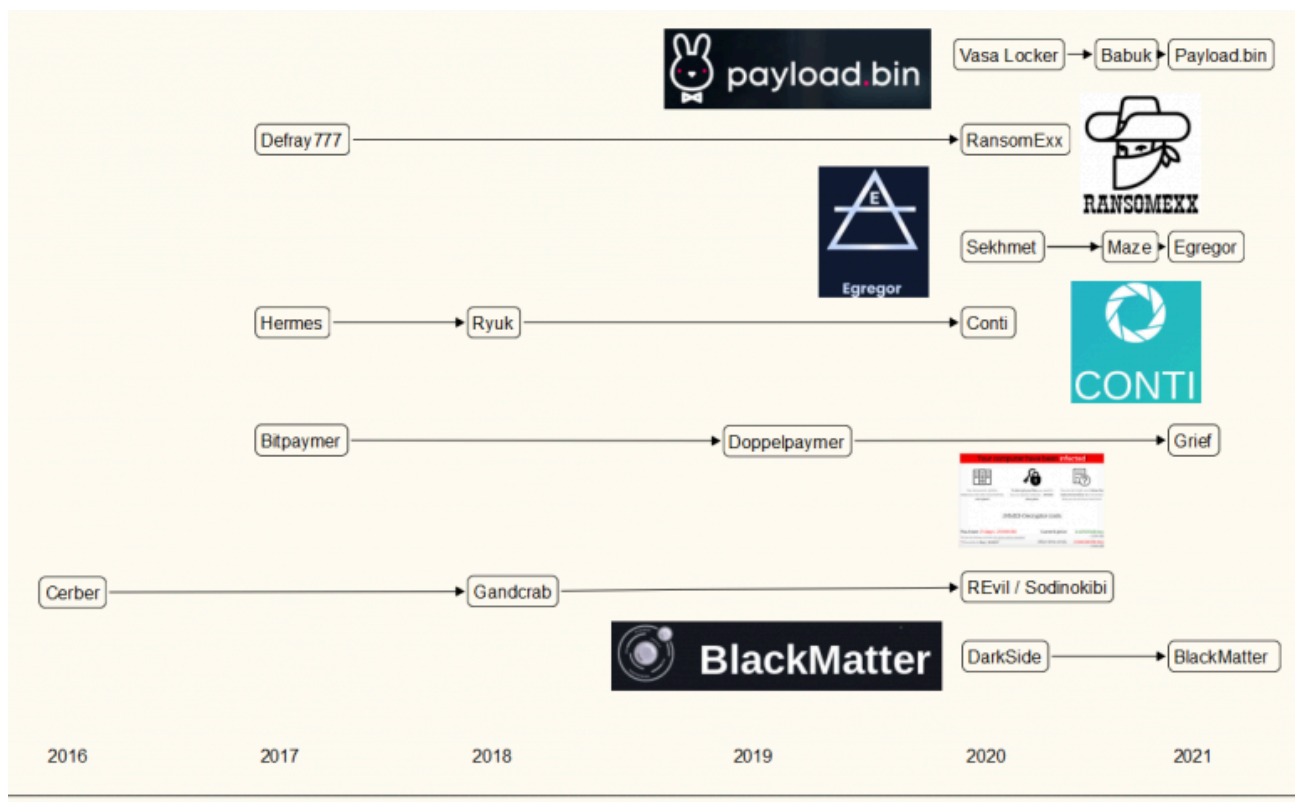 payload.bin
Vasa Locker
Babuk
Payload.bin
Defray777
RansomExx
RANSOMEXX
E
Egregor
Sekhmet
Maze
Egregor
Hermes
Ryuk
Conti
CONTI
Bitpaymer
Doppelpaymer
Grief
infected
Cerber
Gandcrab
REvil / Sodinokibi
BlackMatter
DarkSide
BlackMatter
2016
2017
2018
2019
2020
2021